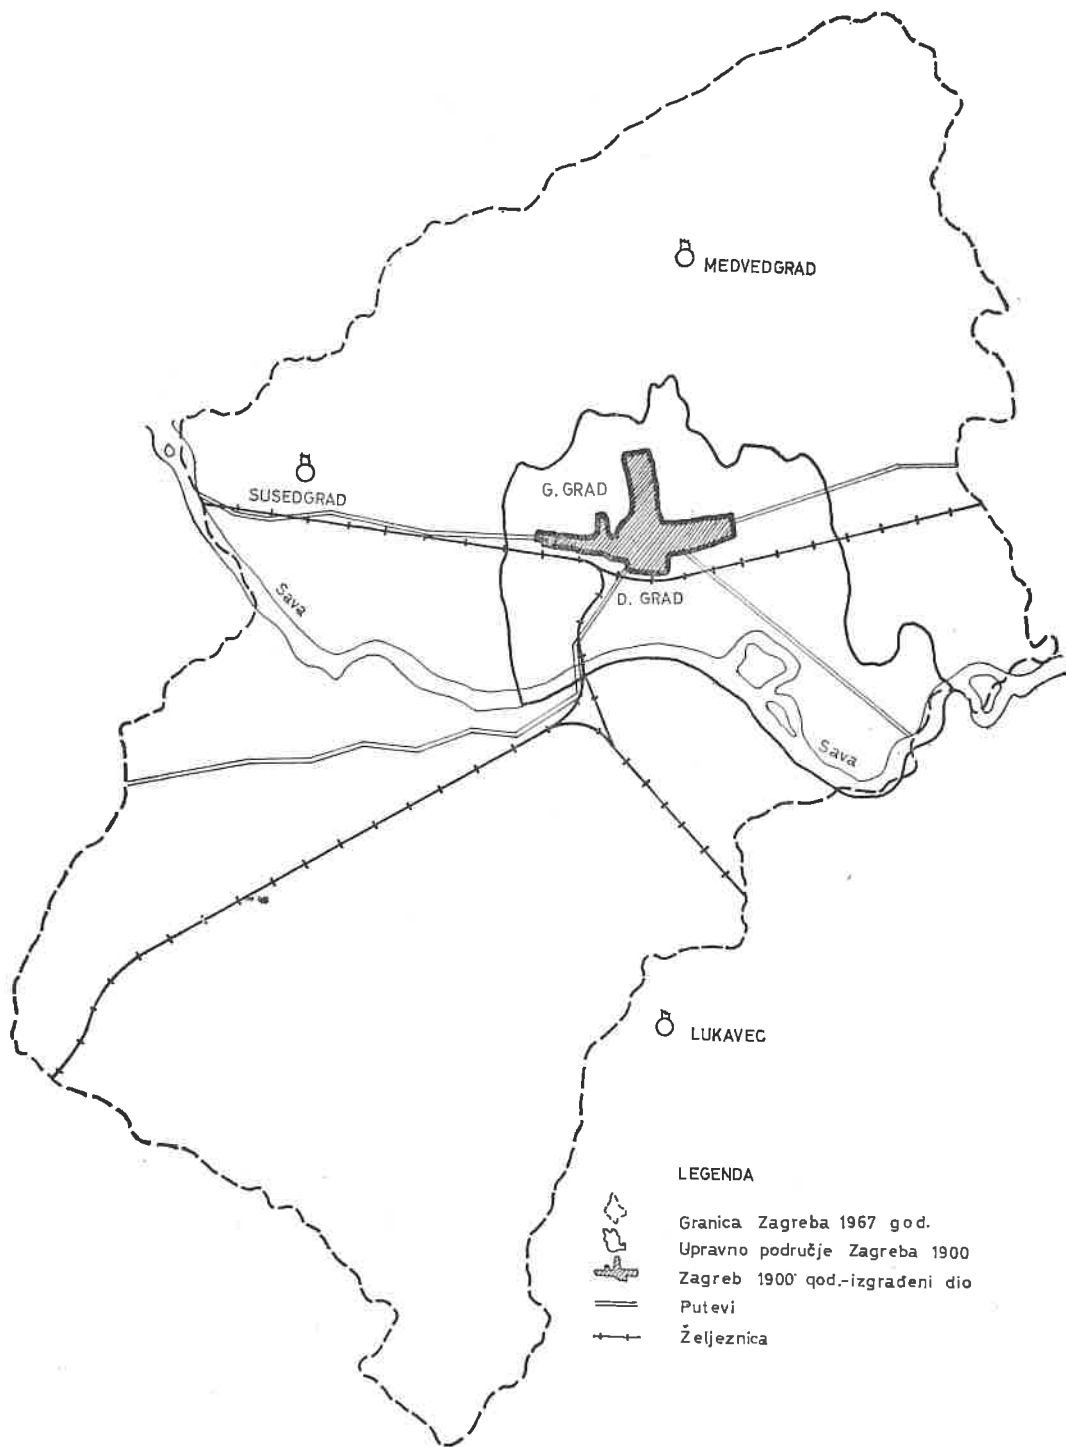 MEDVEDGRAD
SUSEDGRAD
G. GRAD
D. GRAD
Sava
Sava
LUKAVEC
LEGENDA
Granica Zagreba 1967 god.
Upravno područje Zagreba 1900
Zagreb 1900 god.-izgrađeni dio
Putevi
Željeznica